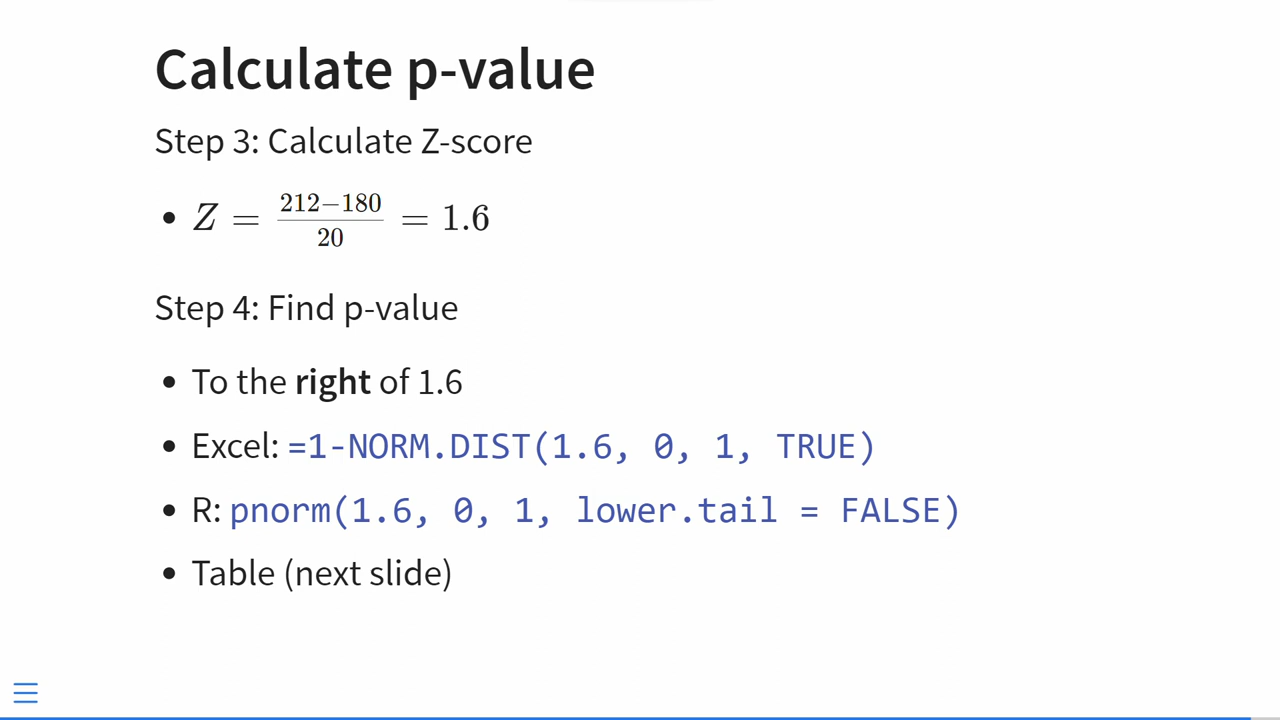 Calculate p-value
Step 3: Calculate Z-score
• Z = \frac{212−180}{20} = 1.6
Step 4: Find p-value
• To the right of 1.6
• Excel: =1-NORM.DIST(1.6, 0, 1, TRUE)
• R: pnorm(1.6, 0, 1, lower.tail = FALSE)
• Table (next slide)